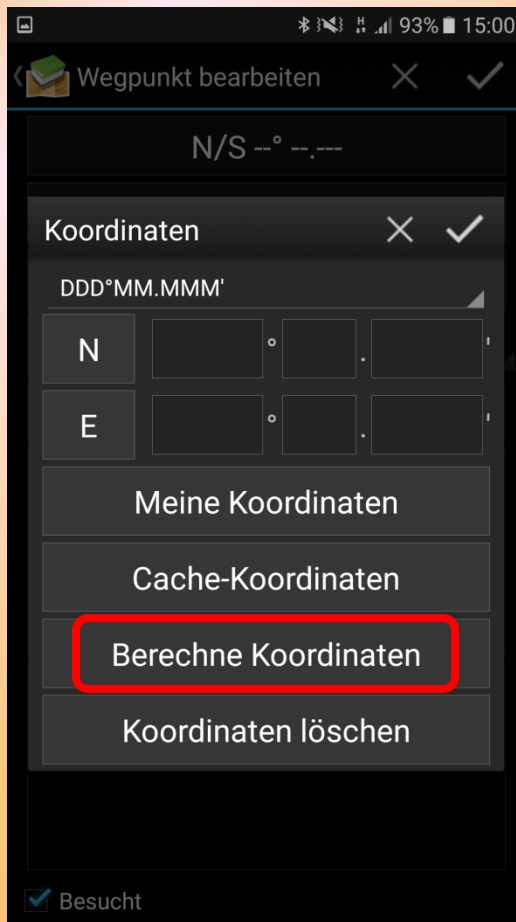 H 93% 15:00
Wegpunkt bearbeiten
N/S --° --.---
Koordinaten
DDD°MM.MMM'
N ° . '
E ° . '
Meine Koordinaten
Cache-Koordinaten
Berechne Koordinaten
Koordinaten löschen
Besucht